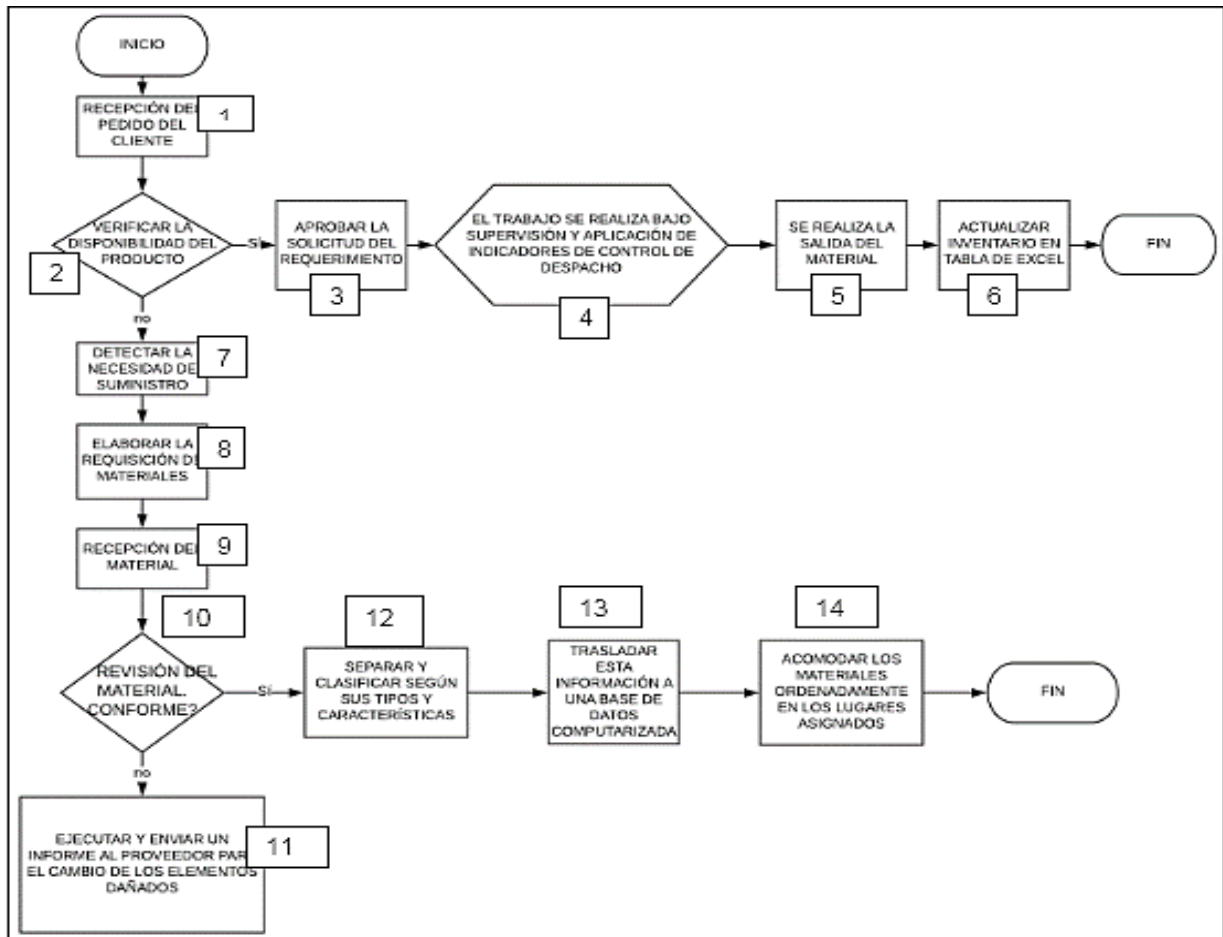 INICIO
RECEPCIÓN DEL
PEDIDO DEL
CLIENTE
1
VERIFICAR LA
DISPONIBILIDAD DEL
PRODUCTO
2
Sí
APROBAR LA
SOLICITUD DEL
REQUERIMIENTO
3
EL TRABAJO SE REALIZA BAJO
SUPERVISIÓN Y APLICACIÓN DE
INDICADORES DE CONTROL DE
DESPACHO
4
SE REALIZA LA
SALIDA DEL
MATERIAL
5
ACTUALIZAR
INVENTARIO EN
TABLA DE EXCEL
6
FIN
no
DETECTAR LA
NECESIDAD DE
SUMINISTRO
7
ELABORAR LA
REQUISICIÓN DE
MATERIALES
8
RECEPCIÓN DEL
MATERIAL
9
10
REVISIÓN DEL
MATERIAL.
CONFORME?
Sí
12
SEPARAR Y
CLASIFICAR SEGÚN
SUS TIPOS Y
CARACTERÍSTICAS
13
TRASLADAR
ESTA
INFORMACIÓN A
UNA BASE DE
DATOS
COMPUTARIZADA
14
ACOMODAR LOS
MATERIALES
ORDENADAMENTE
EN LOS LUGARES
ASIGNADOS
FIN
no
EJECUTAR Y ENVIAR UN
INFORME AL PROVEEDOR PAR
EL CAMBIO DE LOS ELEMENTOS
DAÑADOS
11